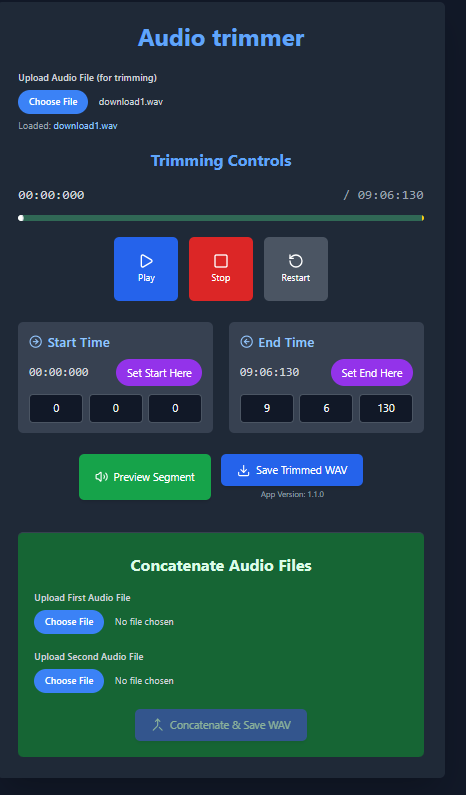 Audio trimmer
Upload Audio File (for trimming)
Choose File download1.wav
Loaded: download1.wav
Trimming Controls
00:00:000 / 09:06:130
Play Stop Restart
Start Time
00:00:000 Set Start Here
0 0 0
End Time
09:06:130 Set End Here
9 6 130
Preview Segment
Save Trimmed WAV
App Version: 1.1.0
Concatenate Audio Files
Upload First Audio File
Choose File No file chosen
Upload Second Audio File
Choose File No file chosen
Concatenate & Save WAV